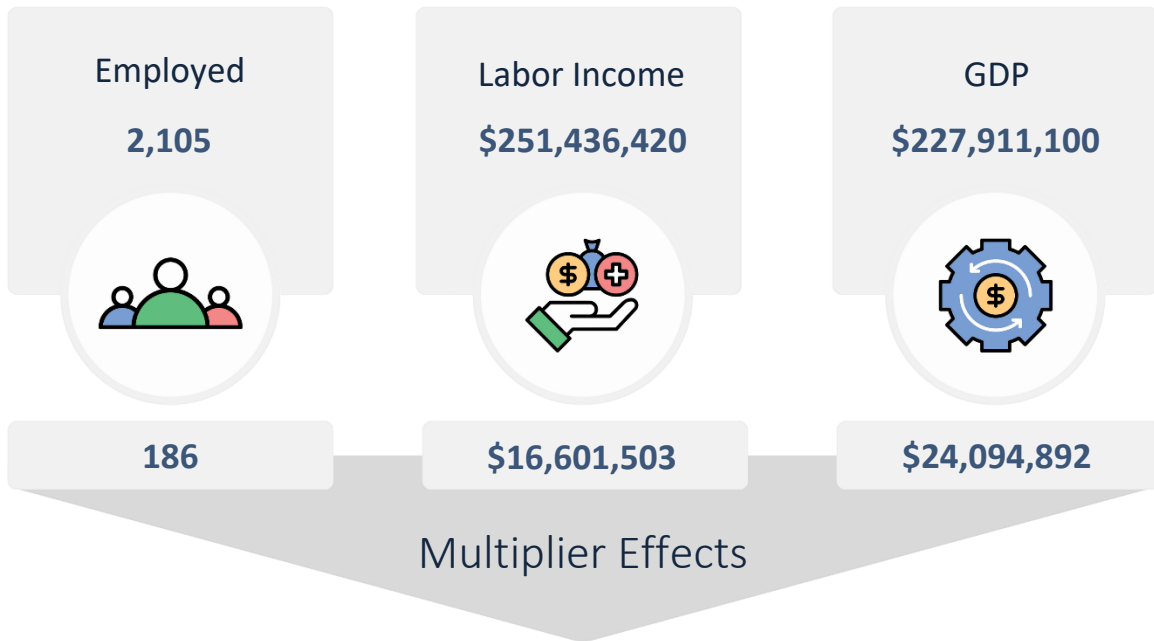 Employed
2,105
Labor Income
$251,436,420
GDP
$227,911,100
186
$16,601,503
$24,094,892
Multiplier Effects